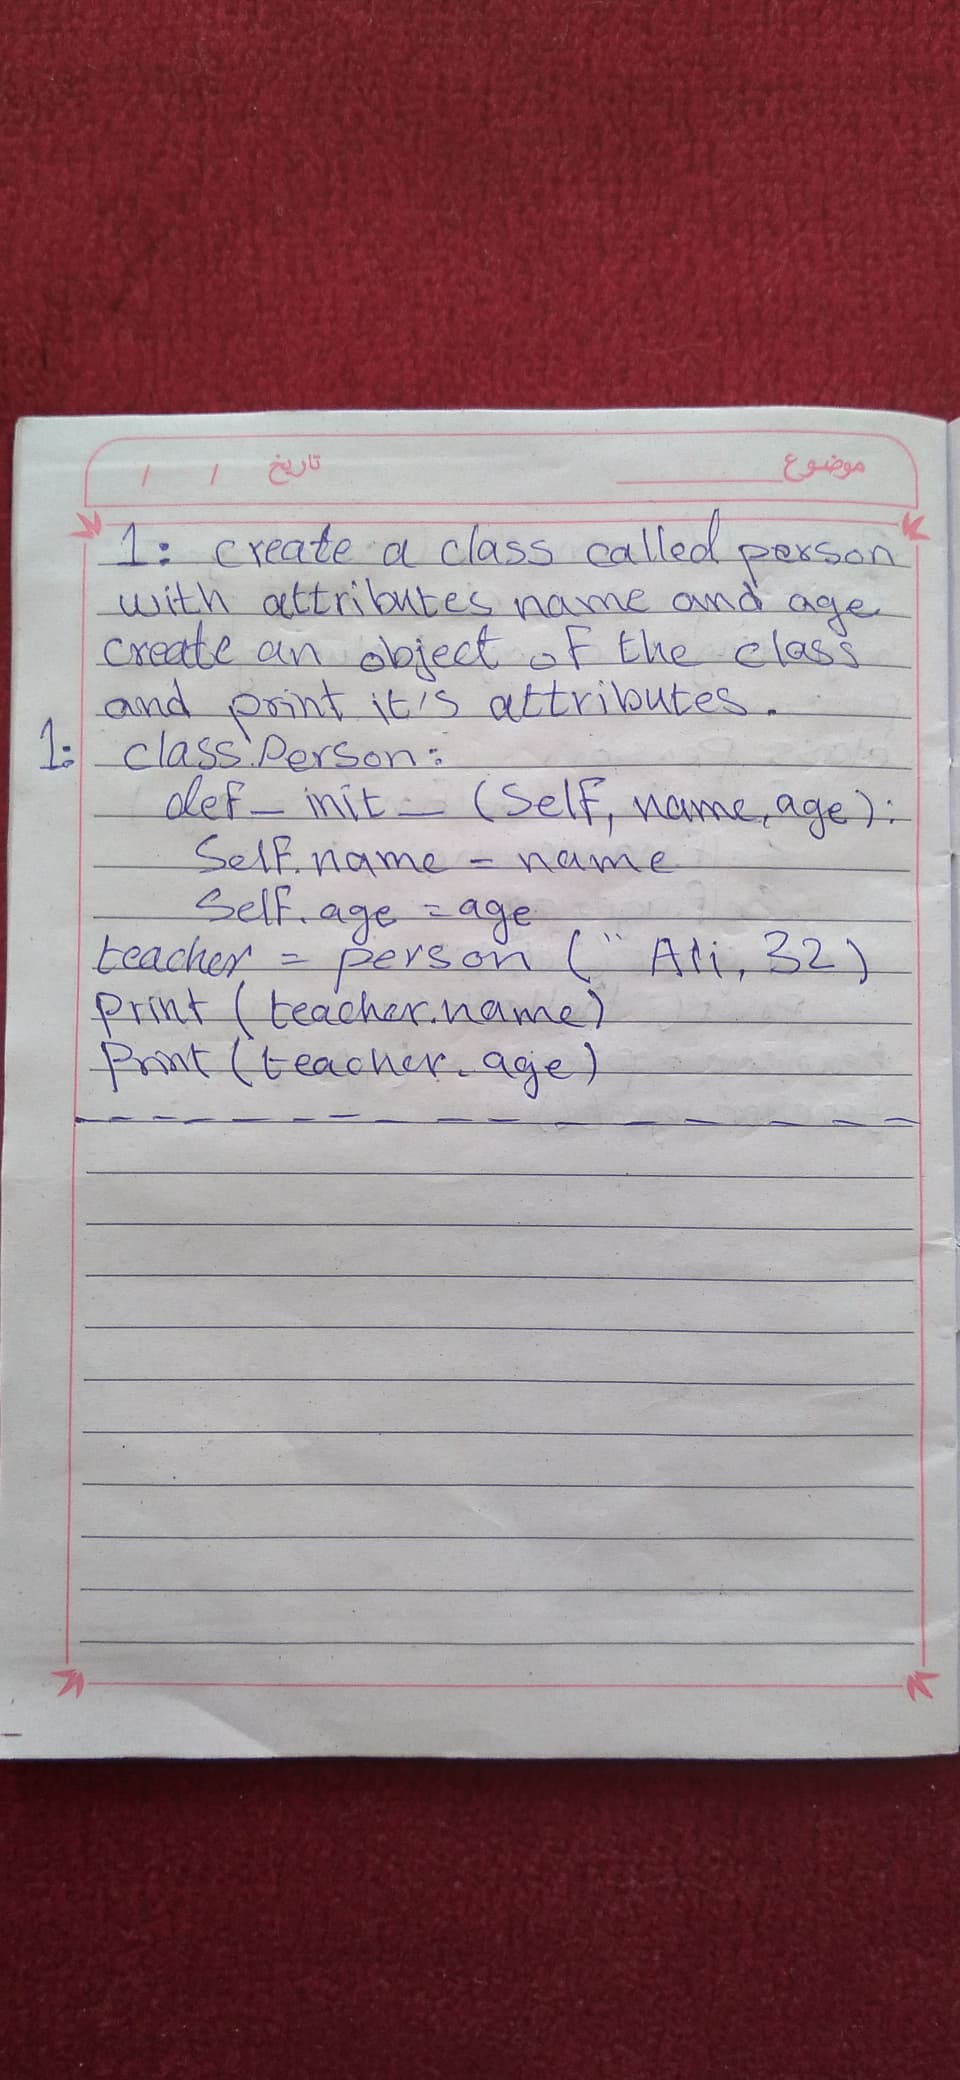 موضوع تاریخ / /
1: create a class called person
with attributes name and age
create an object of the class
and print it's attributes.
1: class Person:
def _ init _ (Self, name, age):
Self.name = name
Self.age = age
teacher = person ( " Ali, 32)
print (teacher.name)
Print (teacher.age)